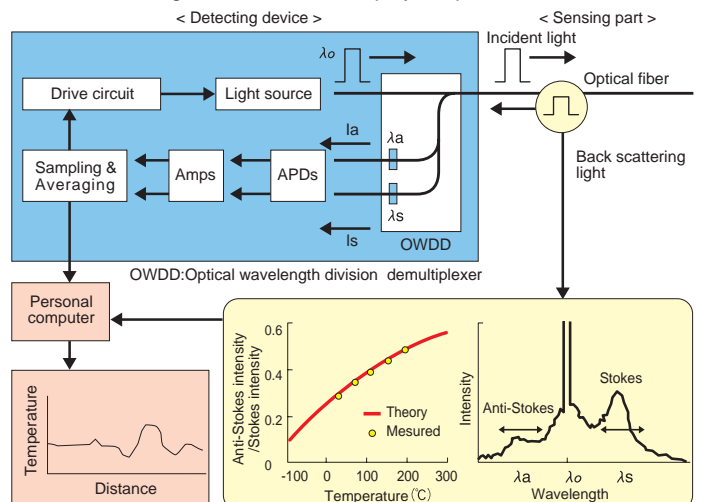 < Detecting device >
< Sensing part >
Incident light
λo
Optical fiber
Drive circuit
Light source
Ia
λa
Sampling &
Averaging
Amps
APDs
Back scattering
light
λs
Is
OWDD
OWDD:Optical wavelength division demultiplexer
Personal
computer
Temperature
Distance
Anti-Stokes intensity
/Stokes intensity
0.6
0.4
0.2
0
Theory
Mesured
-100 0 100 200 300
Temperature (℃)
Intensity
Anti-Stokes
Stokes
λa λo λs
Wavelength